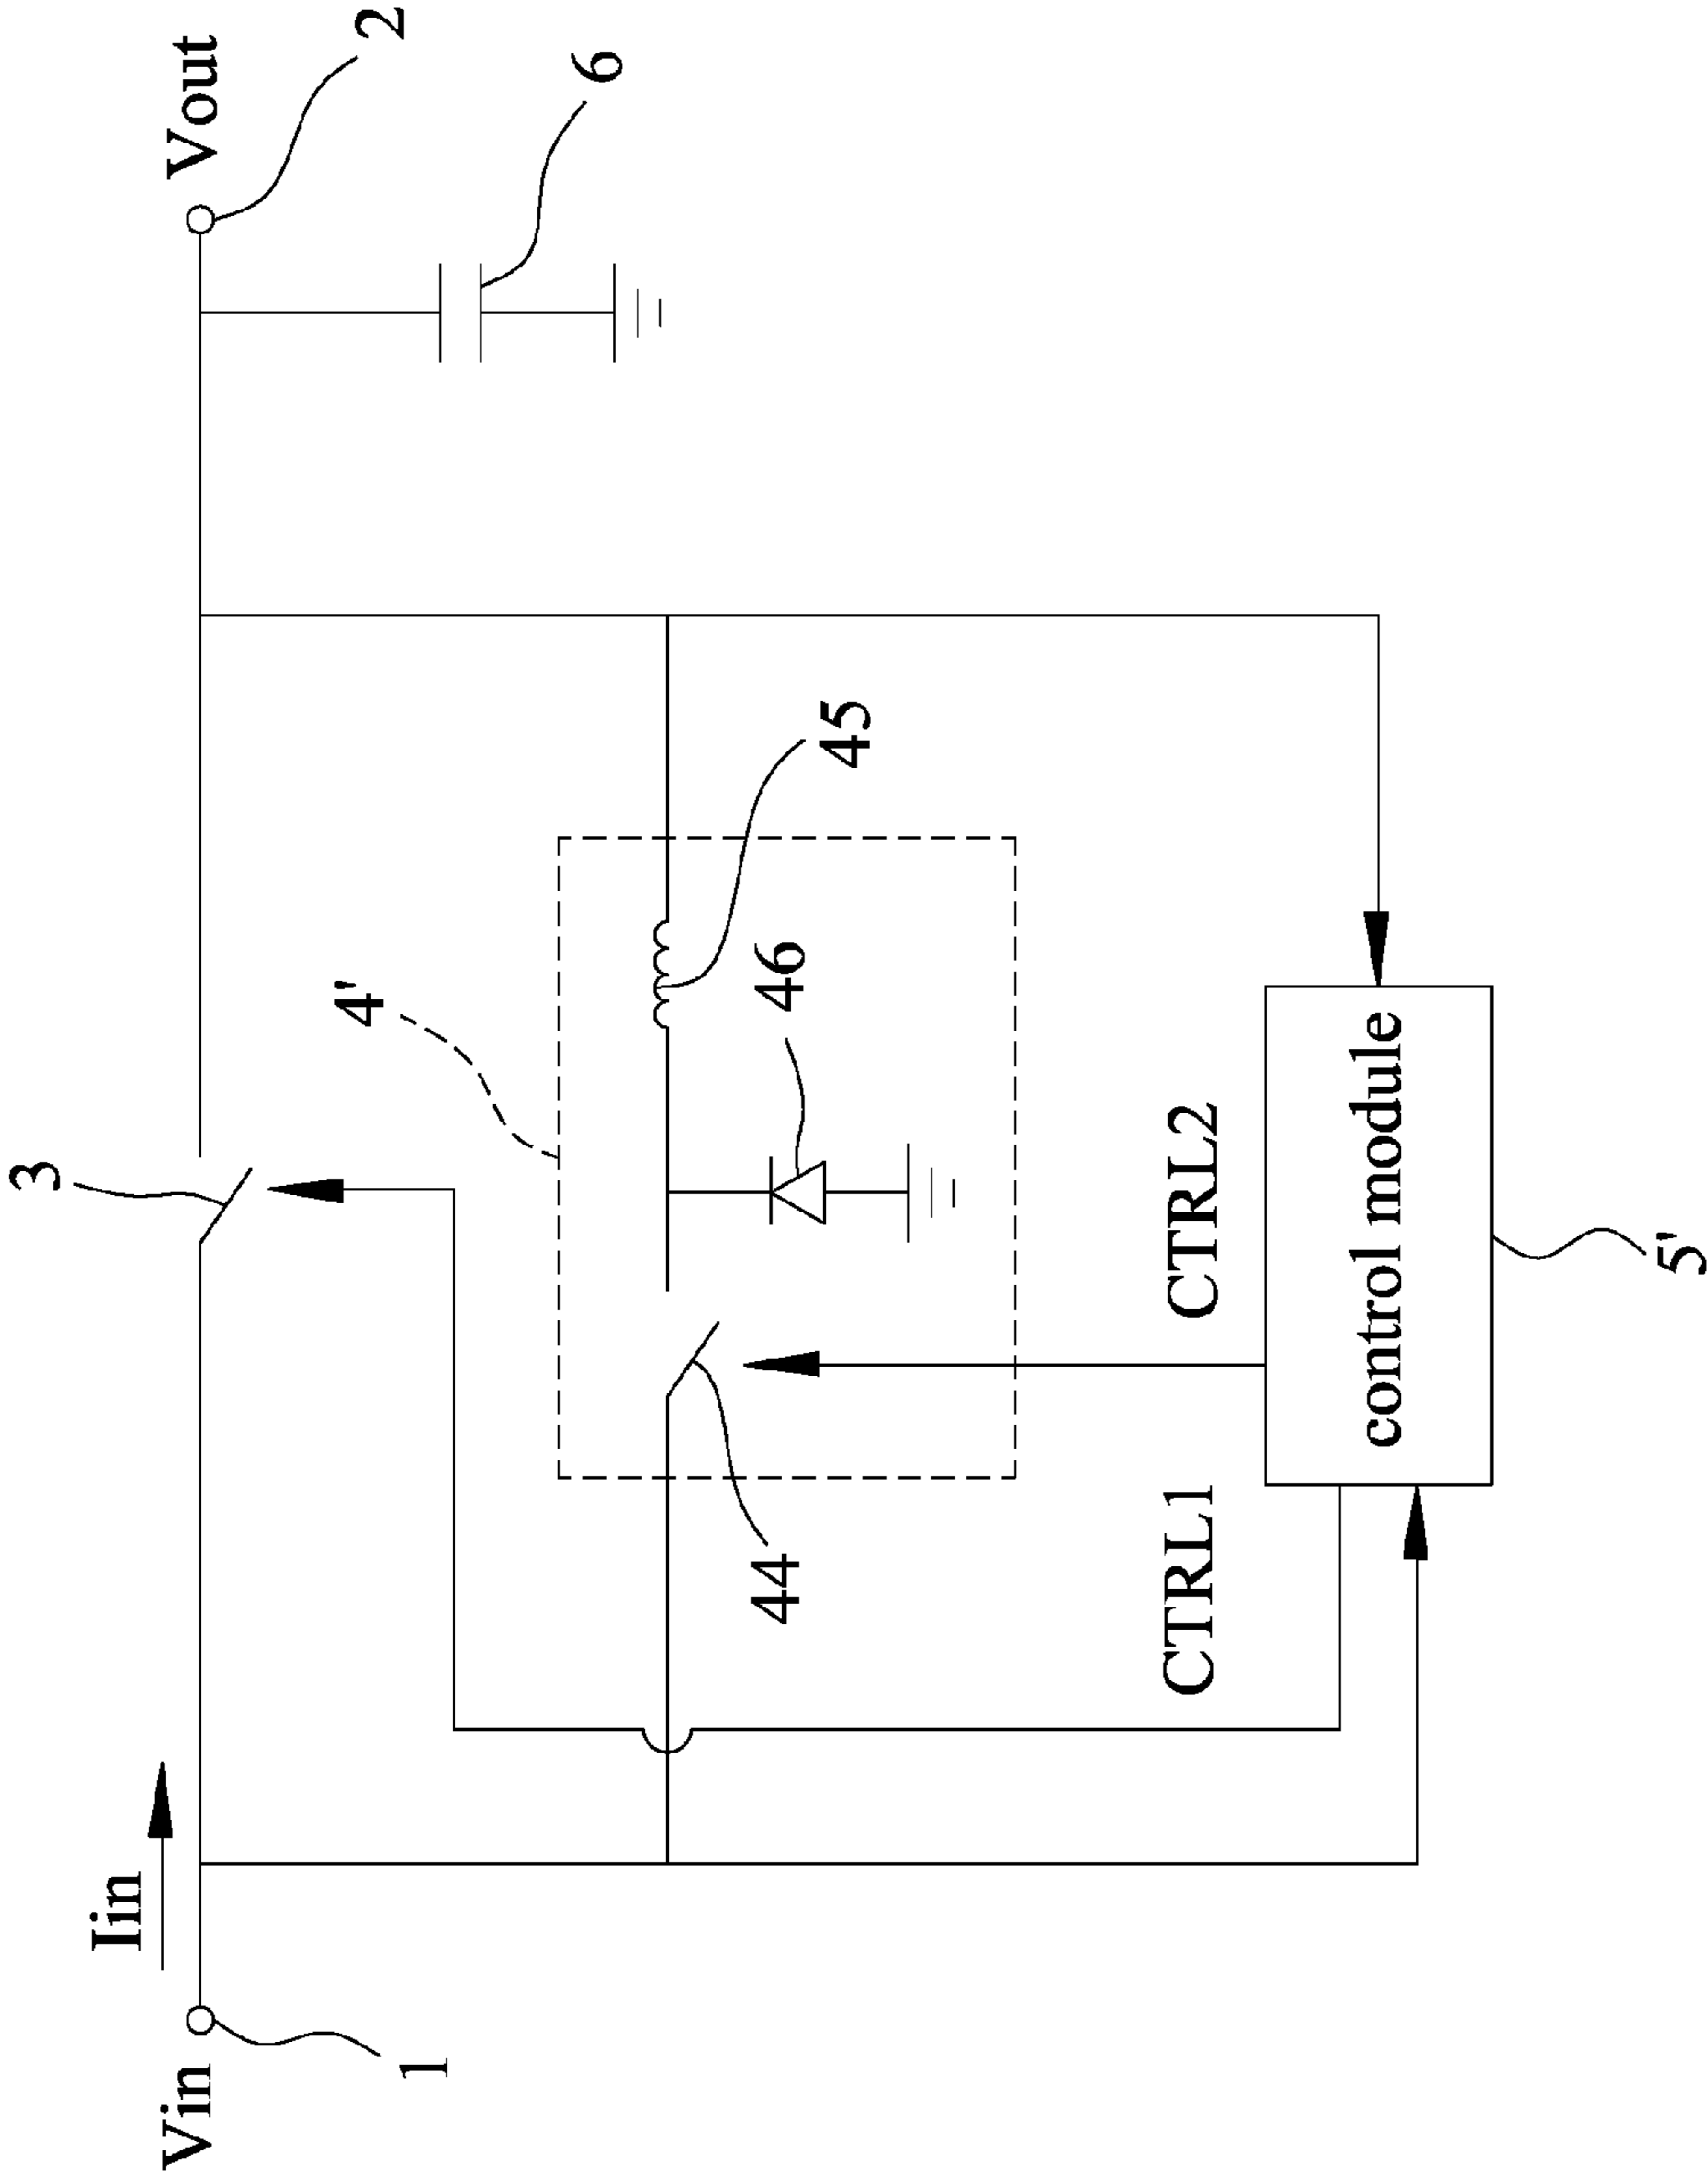 3
Iin
Vin
Vout
1
2
4'
6
44
46
45
CTRL1
CTRL2
control module
5'